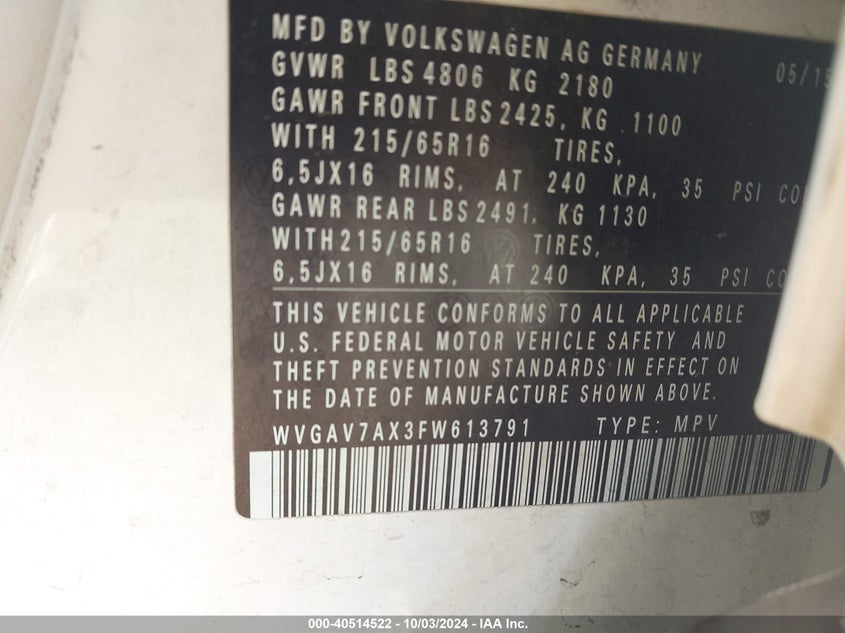 MFD BY VOLKSWAGEN AG GERMANY 05/15
GVWR LBS 4806 KG 2180
GAWR FRONT LBS 2425, KG 1100
WITH 215/65R16 TIRES,
6,5JX16 RIMS, AT 240 KPA, 35 PSI
GAWR REAR LBS 2491, KG 1130
WITH 215/65R16 TIRES,
6,5JX16 RIMS, AT 240 KPA, 35 PSI
THIS VEHICLE CONFORMS TO ALL APPLICABLE
U.S. FEDERAL MOTOR VEHICLE SAFETY AND
THEFT PREVENTION STANDARDS IN EFFECT ON
THE DATE OF MANUFACTURE SHOWN ABOVE.
WVGAV7AX3FW613791 TYPE: MPV
000-40514522 - 10/03/2024 - IAA Inc.